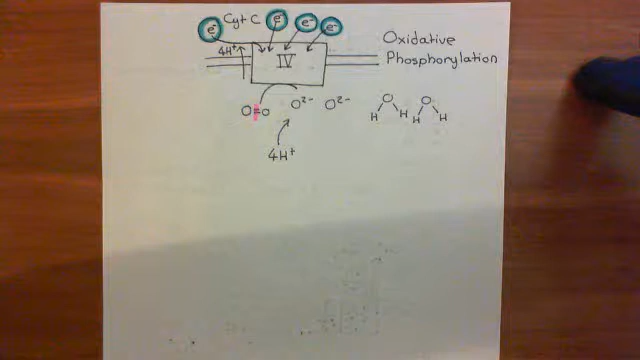 e⁻ Cyt C e⁻ e⁻ e⁻
Oxidative
Phosphorylation
4H⁺
IV
O=O O²⁻ O²⁻
4H⁺
O O
H H H H